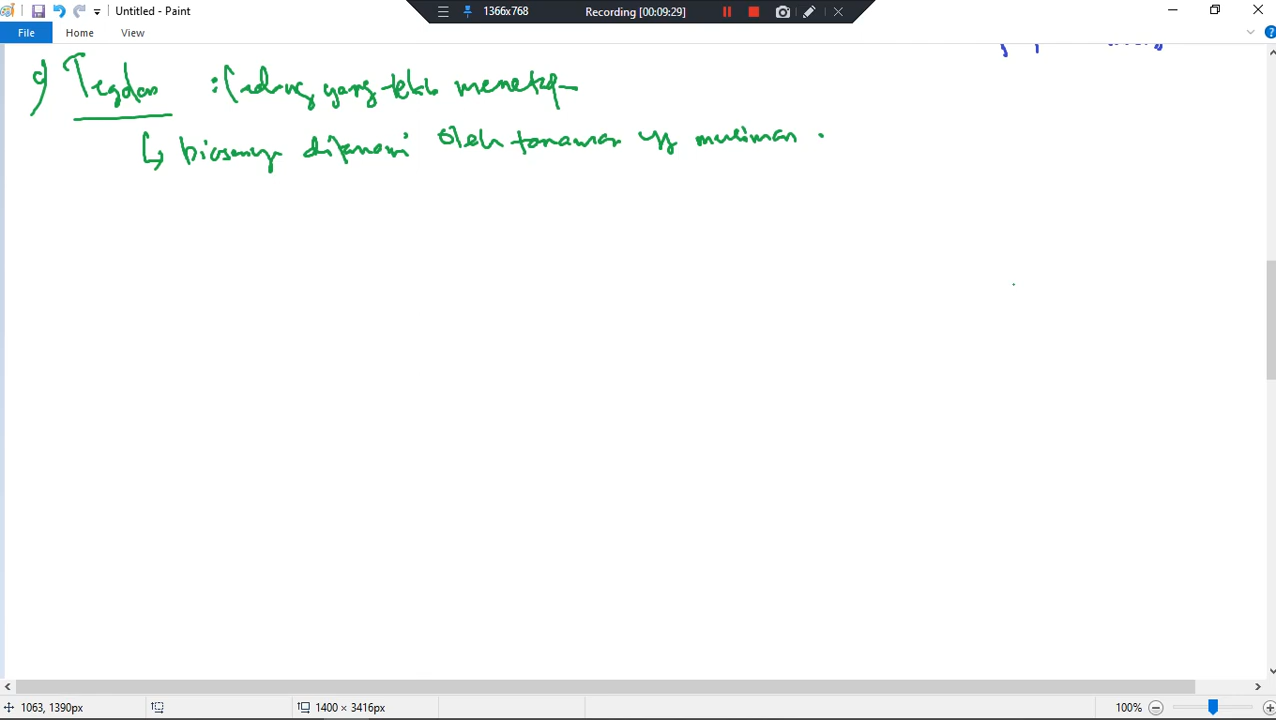 Untitled - Paint
1366x768
Recording [00:09:29]
File
Home
View
Tegalan : Ladang yang telah menetap
↳ biasanya ditanami oleh tanaman yg musiman .
1063, 1390px
1400 × 3416px
100%